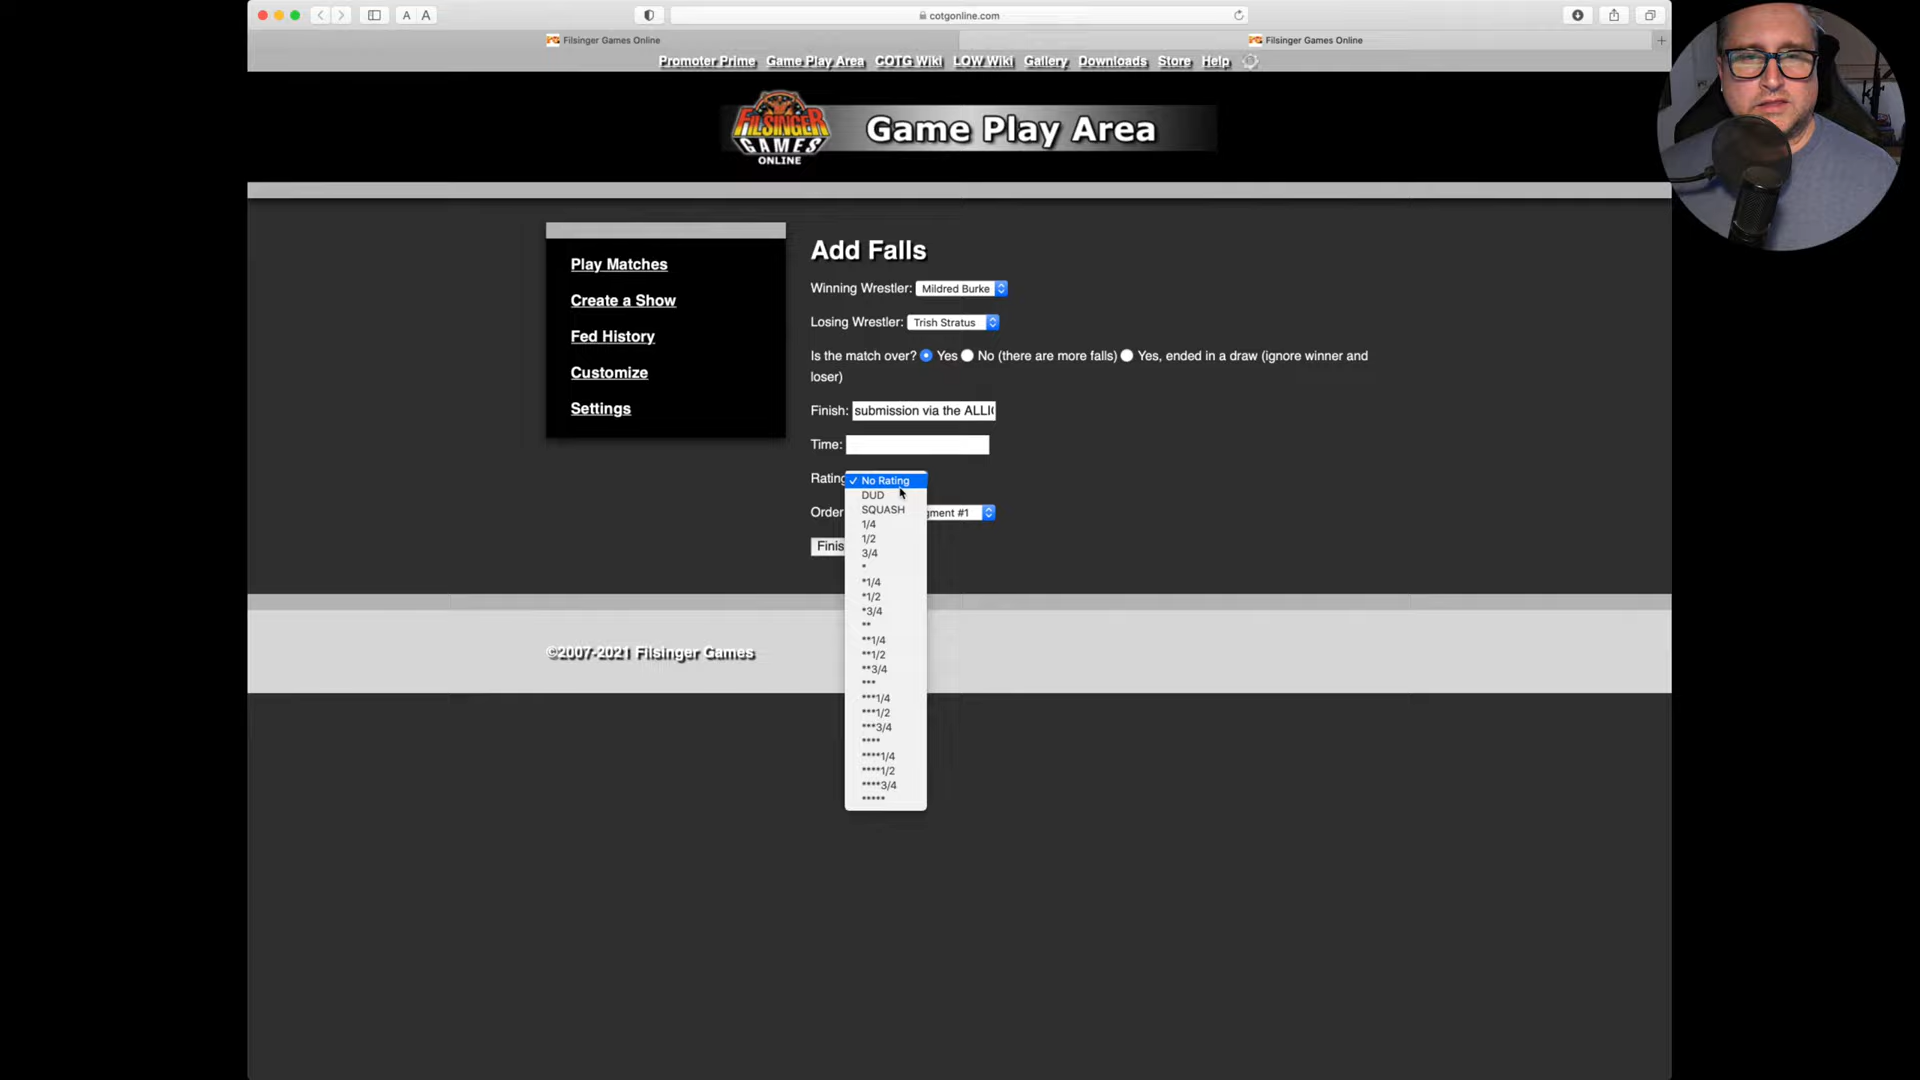 cotgonline.com
A A
Filsinger Games Online
Filsinger Games Online
Promoter Prime Game Play Area COTG Wiki LOW Wiki Gallery Downloads Store Help
FILSINGER
GAMES
ONLINE
Game Play Area
Play Matches
Create a Show
Fed History
Customize
Settings
Add Falls
Winning Wrestler: Mildred Burke
Losing Wrestler: Trish Stratus
Is the match over? Yes No (there are more falls) Yes, ended in a draw (ignore winner and
loser)
Finish: submission via the ALLI
Time:
Rating
✓ No Rating
DUD
SQUASH
1/4
1/2
3/4
*
*1/4
*1/2
*3/4
**
**1/4
**1/2
**3/4
***
***1/4
***1/2
***3/4
****
****1/4
****1/2
****3/4
*****
Order gment #1
Finis
©2007-2021 Filsinger Games